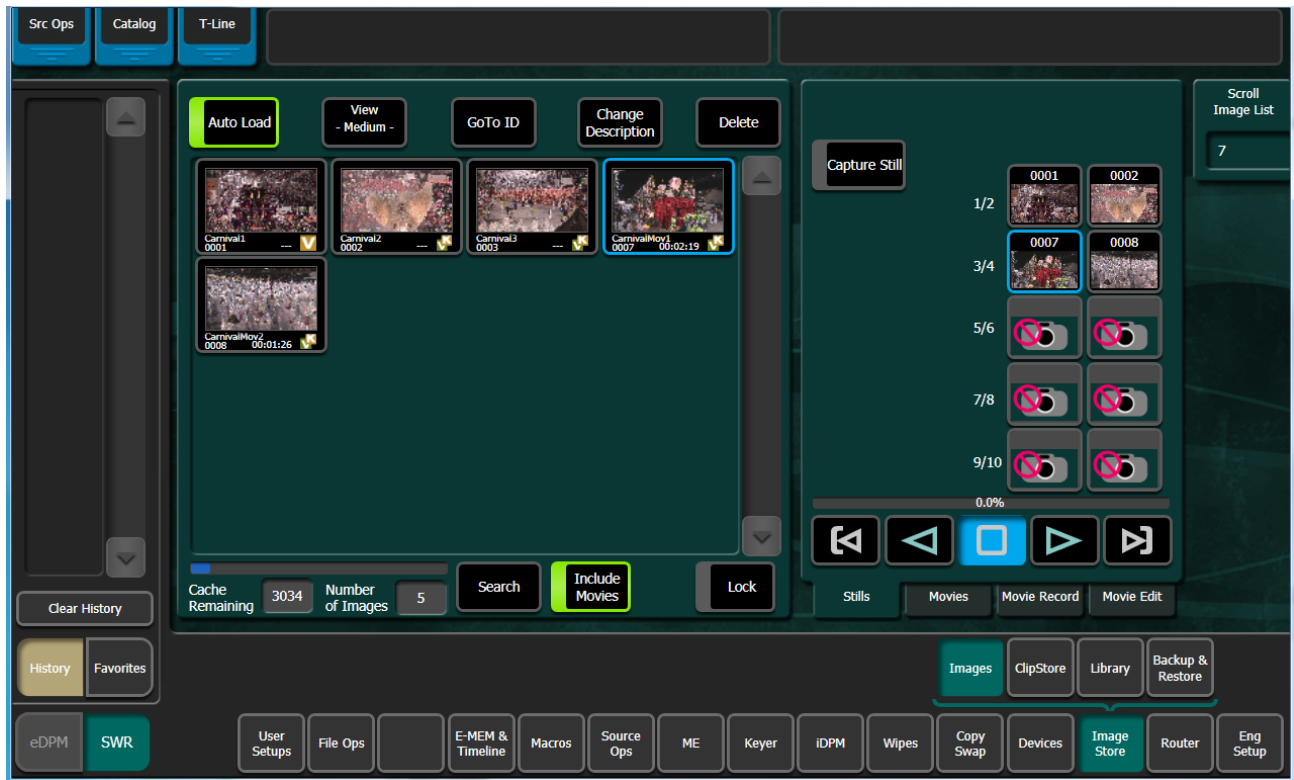 Src Ops
Catalog
T-Line
Auto Load
View
- Medium -
GoTo ID
Change
Description
Delete
Scroll
Image List
7
Carnival1
0001 --- V
Carnival2
0002 --- VK
Carnival3
0003 --- VK
CarnivalMov1
0007 00:02:19 VK
CarnivalMov2
0008 00:01:26 VK
Capture Still
0001 0002
1/2
0007 0008
3/4
5/6
7/8
9/10
0.0%
Cache
Remaining
3034
Number
of Images
5
Search
Include
Movies
Lock
Stills
Movies
Movie Record
Movie Edit
Clear History
History
Favorites
Images
ClipStore
Library
Backup &
Restore
eDPM
SWR
User
Setups
File Ops
E-MEM &
Timeline
Macros
Source
Ops
ME
Keyer
iDPM
Wipes
Copy
Swap
Devices
Image
Store
Router
Eng
Setup